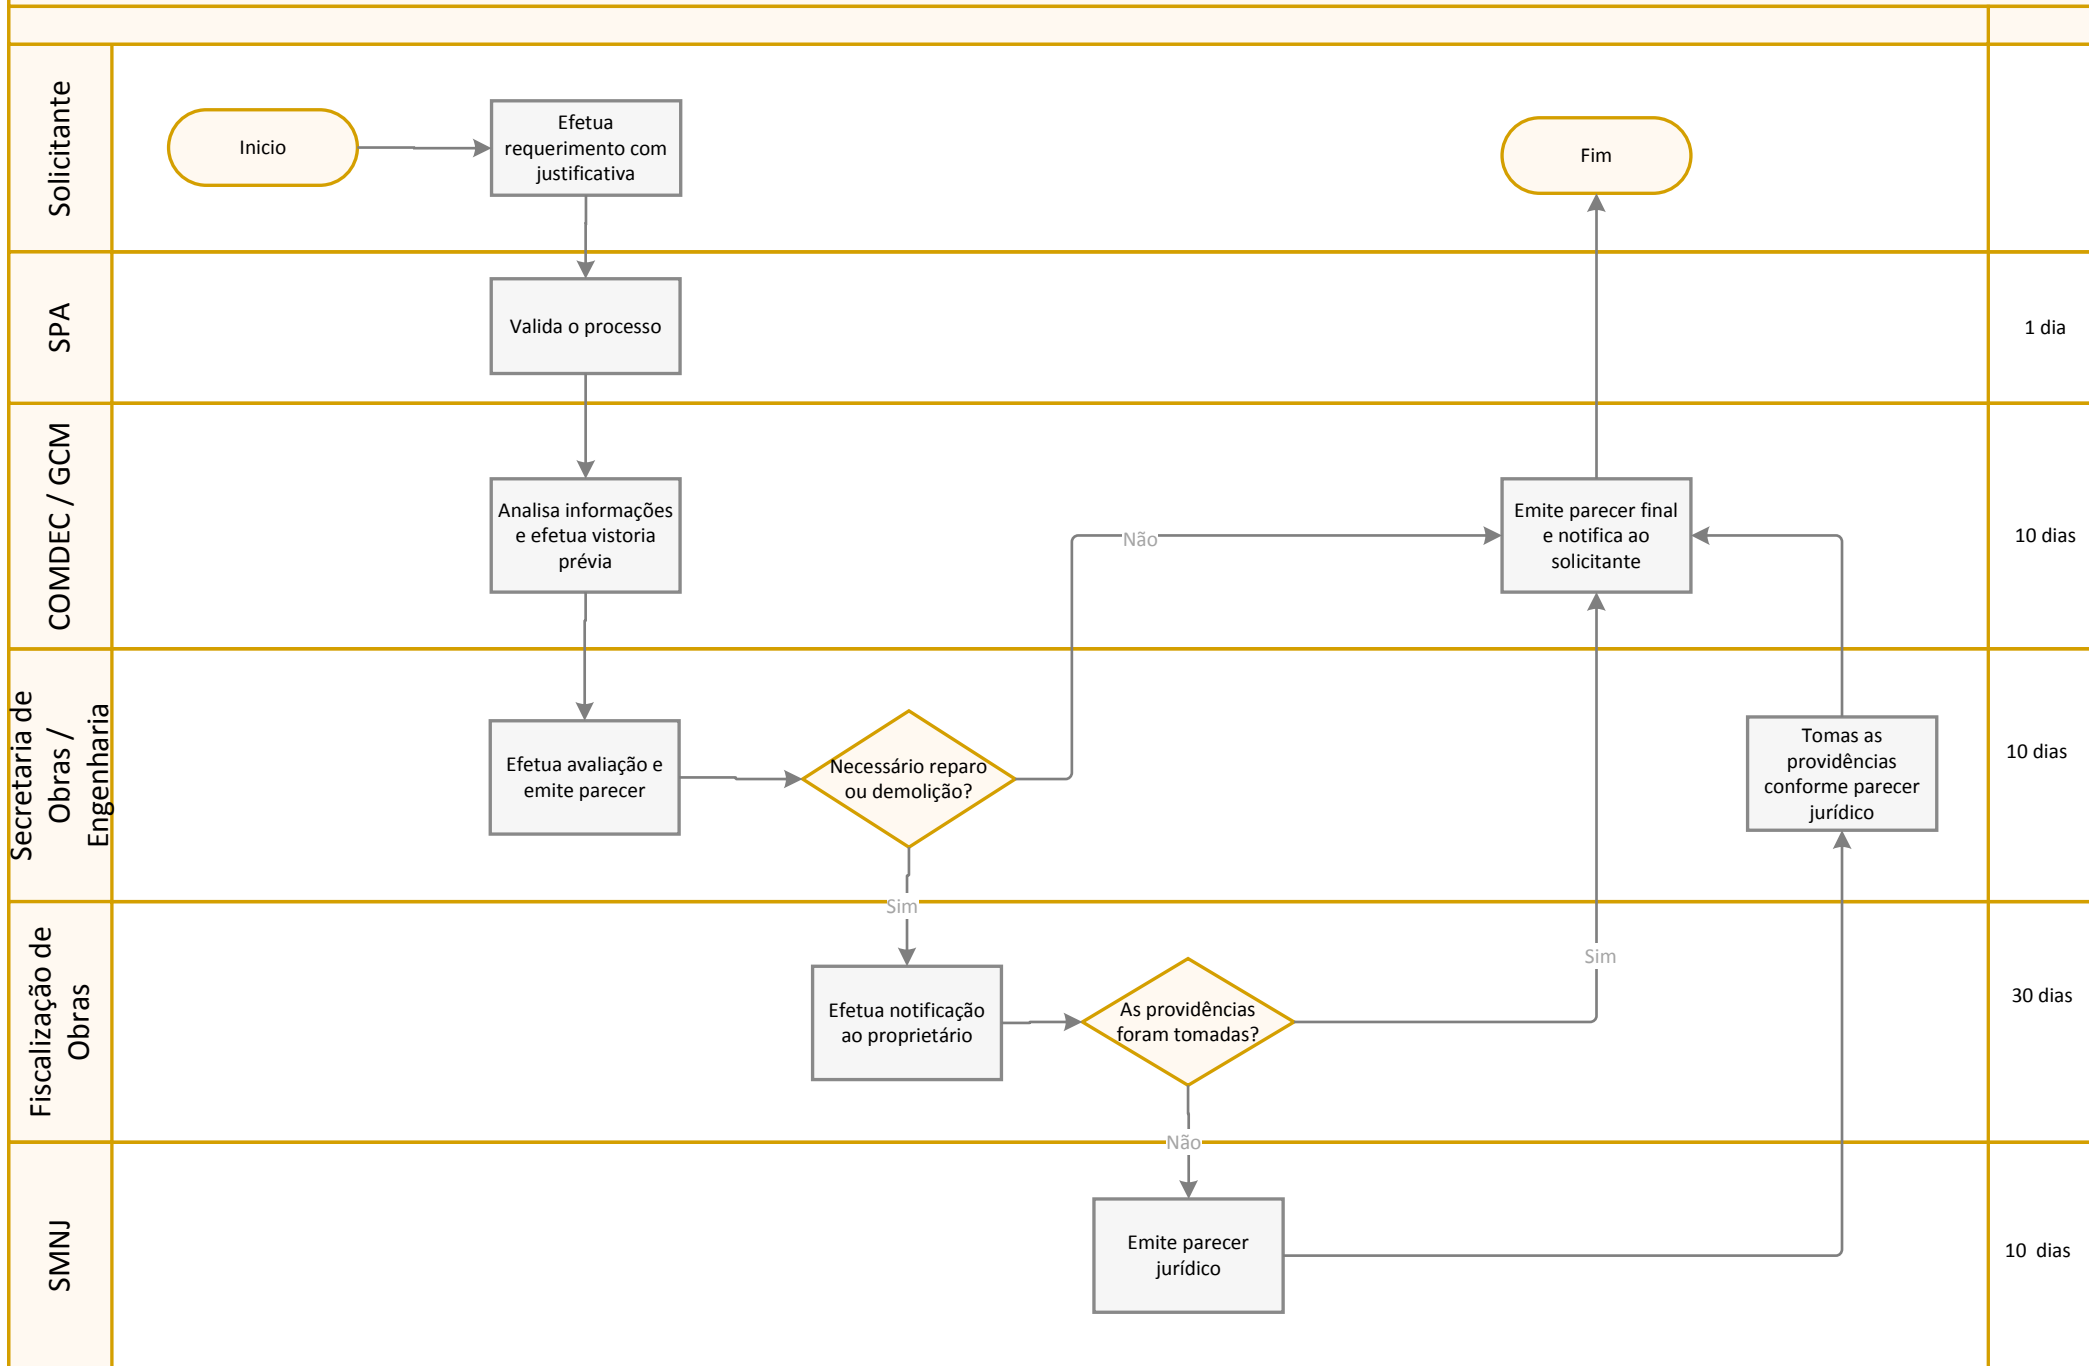 Solicitante
Inicio
Efetua
requerimento com
justificativa
Fim
SPA
Valida o processo
1 dia
COMDEC / GCM
Analisa informações
e efetua vistoria
prévia
Não
Emite parecer final
e notifica ao
solicitante
10 dias
Secretaria de
Obras /
Engenharia
Efetua avaliação e
emite parecer
Necessário reparo
ou demolição?
Tomas as
providências
conforme parecer
jurídico
10 dias
Sim
Fiscalização de
Obras
Efetua notificação
ao proprietário
As providências
foram tomadas?
Sim
30 dias
Não
SMNJ
Emite parecer
jurídico
10  dias